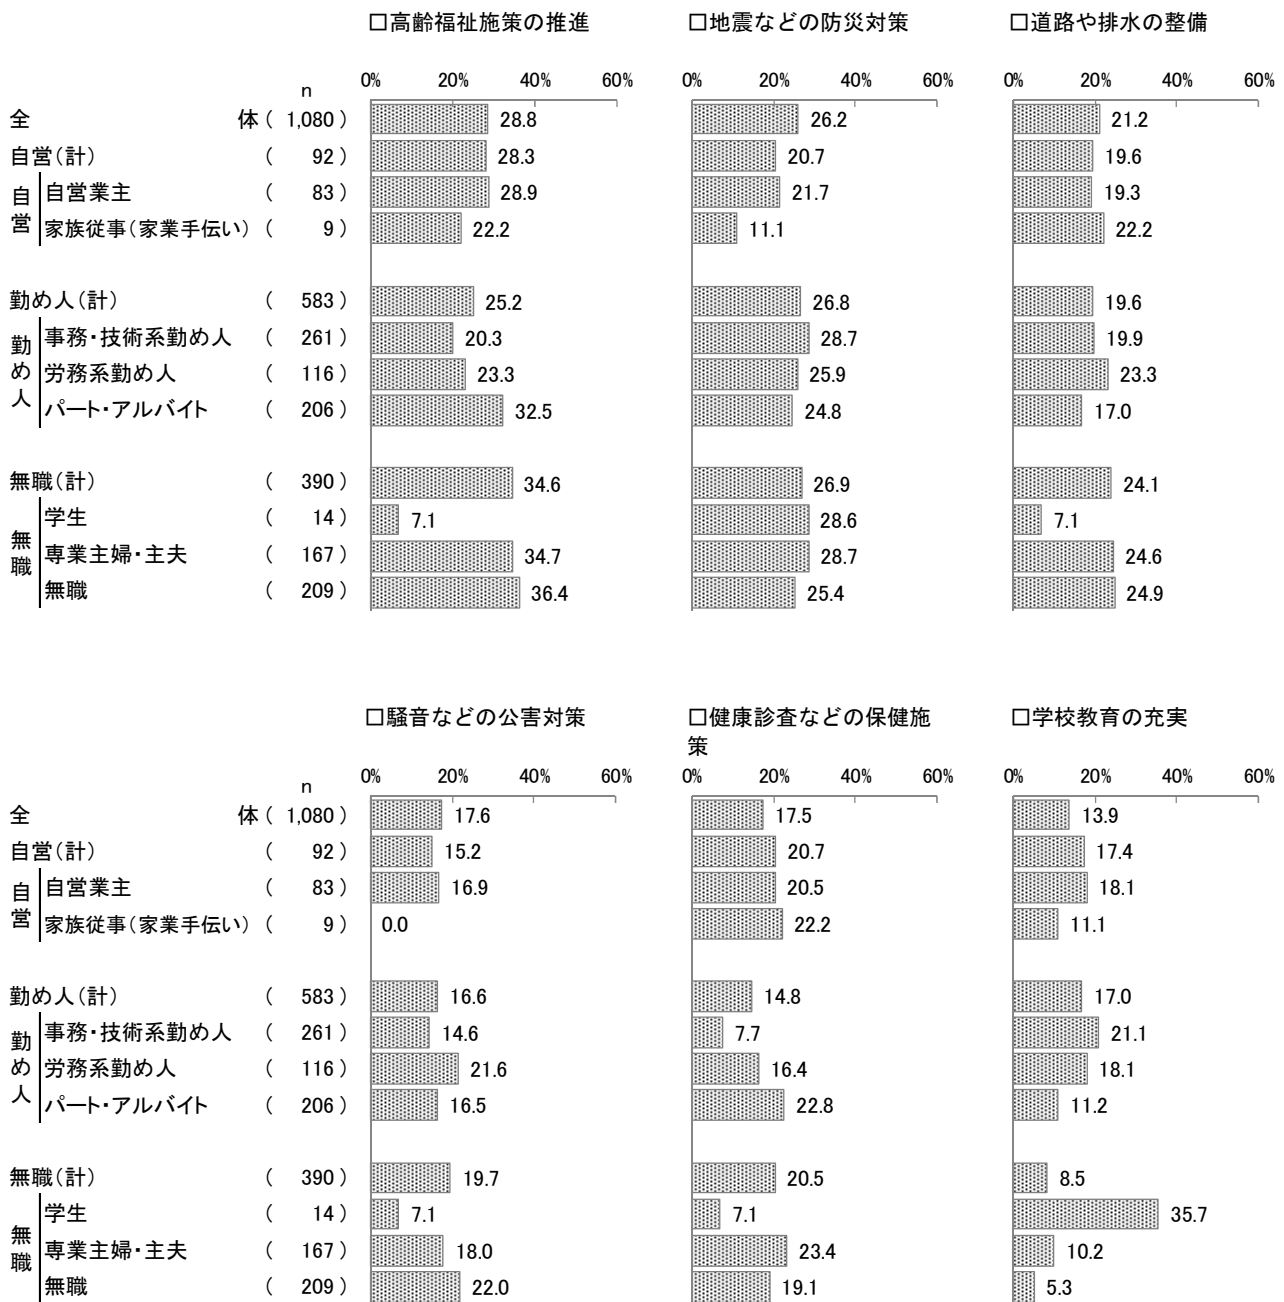 □高齢福祉施策の推進 □地震などの防災対策 □道路や排水の整備
n 0% 20% 40% 60% 0% 20% 40% 60% 0% 20% 40% 60%
全体( 1,080 ) 28.8 26.2 21.2
自営(計) ( 92 ) 28.3 20.7 19.6
自営
自営業主 ( 83 ) 28.9 21.7 19.3
家族従事(家業手伝い) ( 9 ) 22.2 11.1 22.2
勤め人(計) ( 583 ) 25.2 26.8 19.6
勤め人
事務・技術系勤め人 ( 261 ) 20.3 28.7 19.9
労務系勤め人 ( 116 ) 23.3 25.9 23.3
パート・アルバイト ( 206 ) 32.5 24.8 17.0
無職(計) ( 390 ) 34.6 26.9 24.1
無職
学生 ( 14 ) 7.1 28.6 7.1
専業主婦・主夫 ( 167 ) 34.7 28.7 24.6
無職 ( 209 ) 36.4 25.4 24.9
□騒音などの公害対策 □健康診査などの保健施策 □学校教育の充実
n 0% 20% 40% 60% 0% 20% 40% 60% 0% 20% 40% 60%
全体( 1,080 ) 17.6 17.5 13.9
自営(計) ( 92 ) 15.2 20.7 17.4
自営
自営業主 ( 83 ) 16.9 20.5 18.1
家族従事(家業手伝い) ( 9 ) 0.0 22.2 11.1
勤め人(計) ( 583 ) 16.6 14.8 17.0
勤め人
事務・技術系勤め人 ( 261 ) 14.6 7.7 21.1
労務系勤め人 ( 116 ) 21.6 16.4 18.1
パート・アルバイト ( 206 ) 16.5 22.8 11.2
無職(計) ( 390 ) 19.7 20.5 8.5
無職
学生 ( 14 ) 7.1 7.1 35.7
専業主婦・主夫 ( 167 ) 18.0 23.4 10.2
無職 ( 209 ) 22.0 19.1 5.3